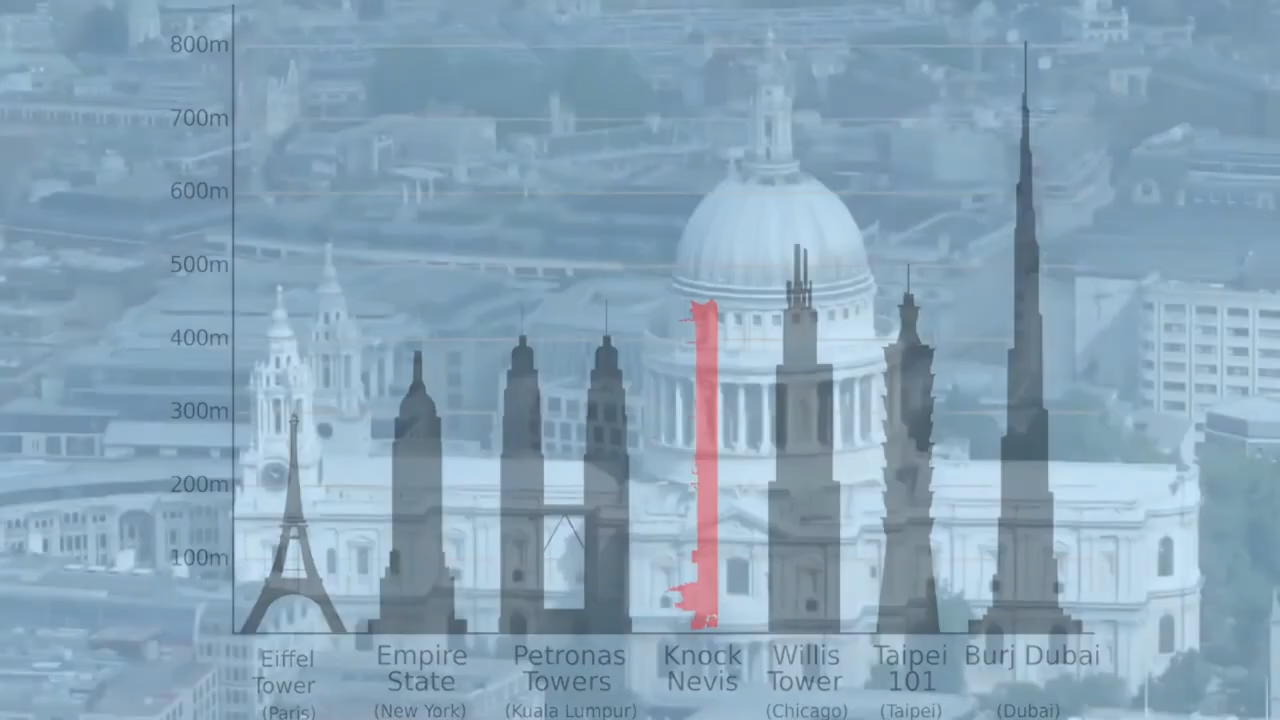 800m
700m
600m
500m
400m
300m
200m
100m
Eiffel
Tower
(Paris)
Empire
State
(New York)
Petronas
Towers
(Kuala Lumpur)
Knock
Nevis
Willis
Tower
(Chicago)
Taipei
101
(Taipei)
Burj Dubai
(Dubai)